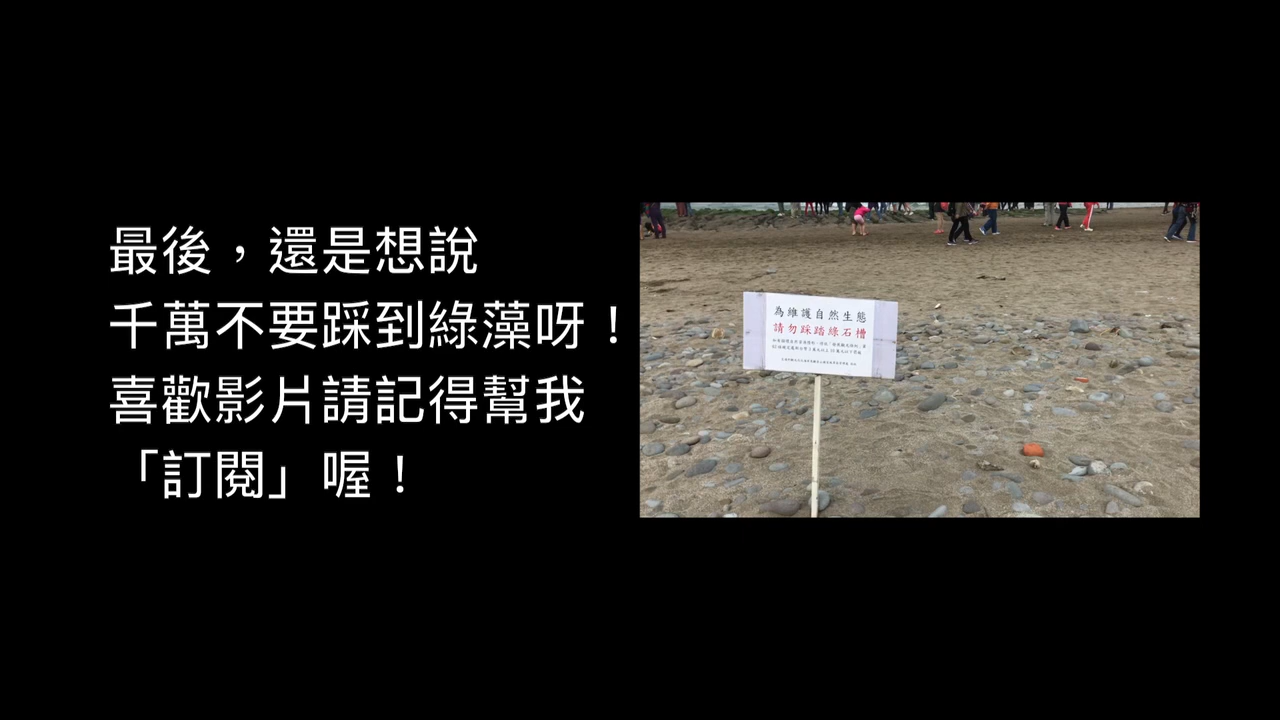 最後，還是想說
千萬不要踩到綠藻呀！
喜歡影片請記得幫我
「訂閱」喔！
為維護自然生態
請勿踩踏綠石槽